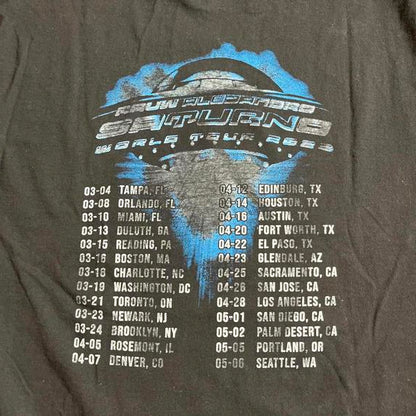 RAUW ALEJANDRO
SATURNO
WORLD TOUR 2023
03-04 TAMPA, FL
03-08 ORLANDO, FL
03-10 MIAMI, FL
03-13 DULUTH, GA
03-15 READING, PA
03-16 BOSTON, MA
03-18 CHARLOTTE, NC
03-19 WASHINGTON, DC
03-21 TORONTO, ON
03-23 NEWARK, NJ
03-24 BROOKLYN, NY
04-05 ROSEMONT, IL
04-07 DENVER, CO
04-12 EDINBURG, TX
04-14 HOUSTON, TX
04-16 AUSTIN, TX
04-20 FORT WORTH, TX
04-22 EL PASO, TX
04-23 GLENDALE, AZ
04-25 SACRAMENTO, CA
04-26 SAN JOSE, CA
04-28 LOS ANGELES, CA
05-01 SAN DIEGO, CA
05-02 PALM DESERT, CA
05-05 PORTLAND, OR
05-06 SEATTLE, WA